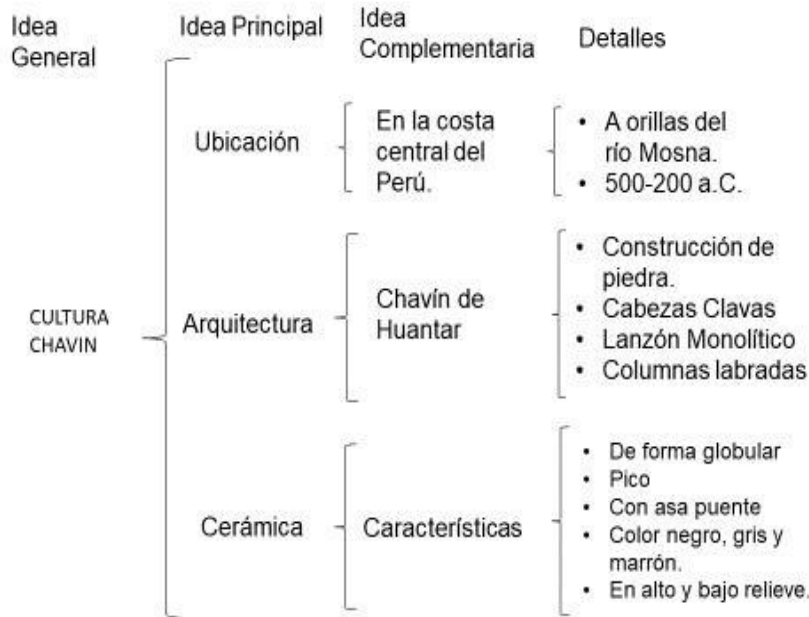 Idea
General
Idea Principal
Idea
Complementaria
Detalles
CULTURA
CHAVIN
Ubicación
En la costa
central del
Perú.
• A orillas del
río Mosna.
• 500-200 a.C.
Arquitectura
Chavín de
Huantar
• Construcción de
piedra.
• Cabezas Clavas
• Lanzón Monolítico
• Columnas labradas
Cerámica
Característícas
• De forma globular
• Pico
• Con asa puente
• Color negro, gris y
marrón.
• En alto y bajo relieve.